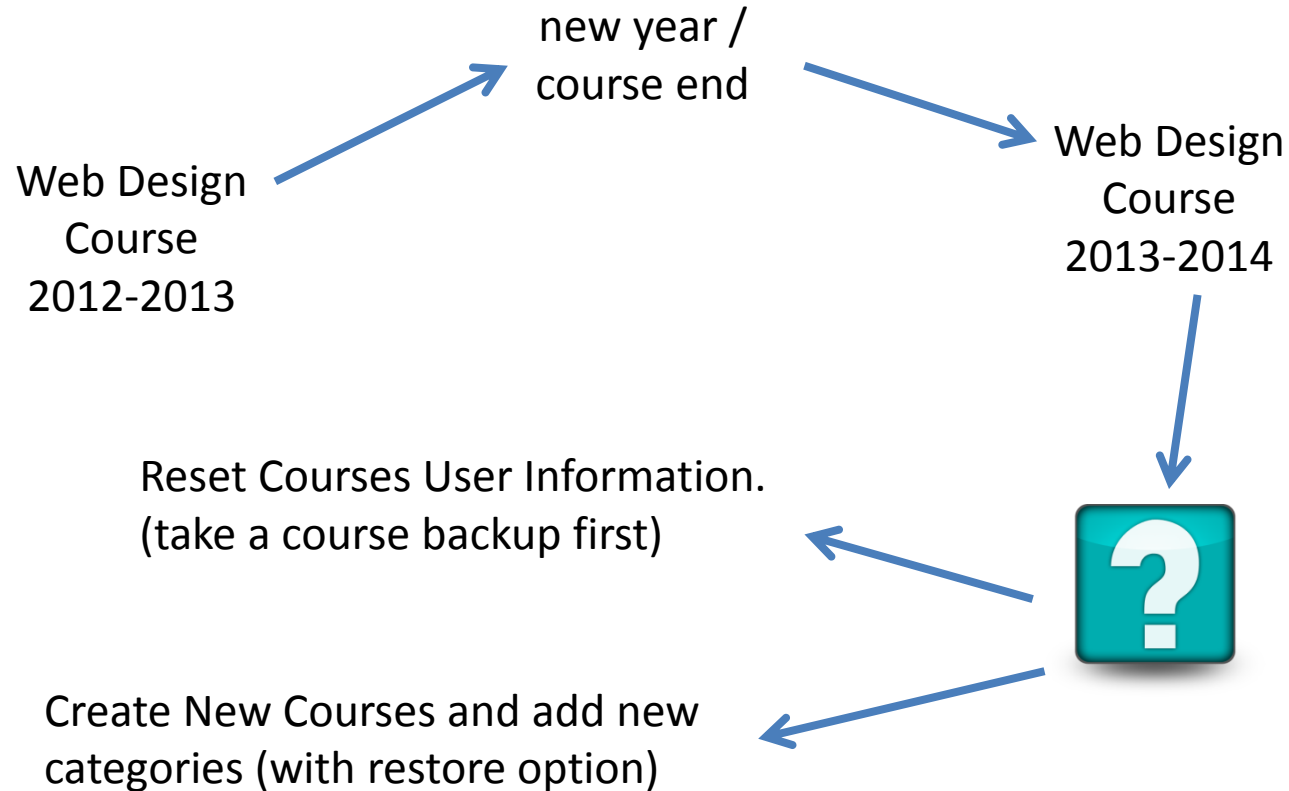 new year /
course end
Web Design
Course
2012-2013
Web Design
Course
2013-2014
Reset Courses User Information.
(take a course backup first)
?
Create New Courses and add new
categories (with restore option)